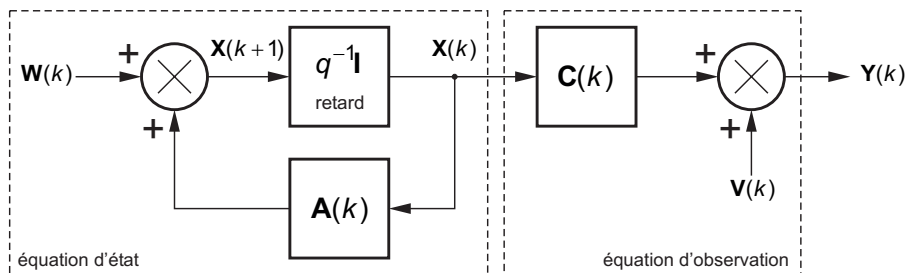 W(k)
+
+
X(k+1)
q⁻¹I
retard
X(k)
A(k)
équation d'état
C(k)
+
+
Y(k)
V(k)
équation d'observation